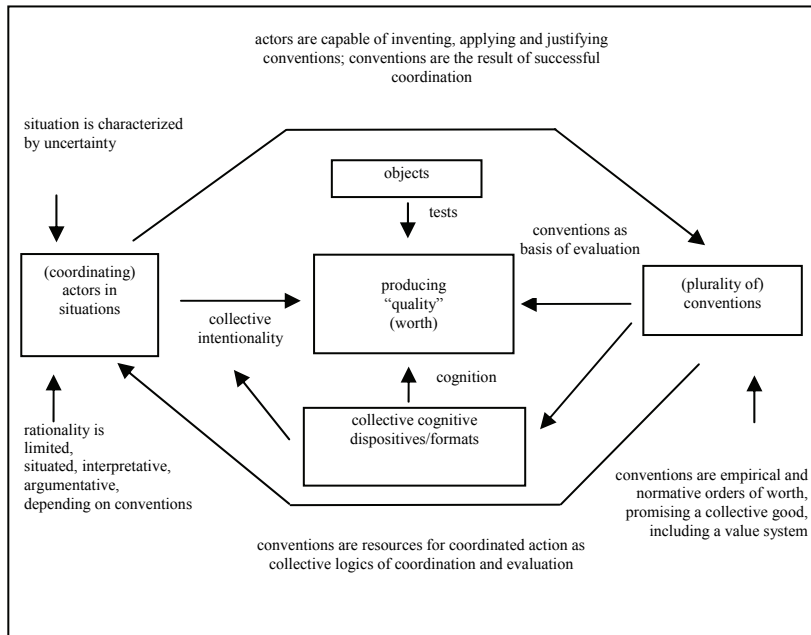 actors are capable of inventing, applying and justifying
conventions; conventions are the result of successful
coordination
situation is characterized
by uncertainty
objects
tests
conventions as
basis of evaluation
(coordinating)
actors in
situations
producing
“quality”
(worth)
(plurality of)
conventions
collective
intentionality
cognition
collective cognitive
dispositives/formats
rationality is
limited,
situated, interpretative,
argumentative,
depending on conventions
conventions are empirical and
normative orders of worth,
promising a collective good,
including a value system
conventions are resources for coordinated action as
collective logics of coordination and evaluation